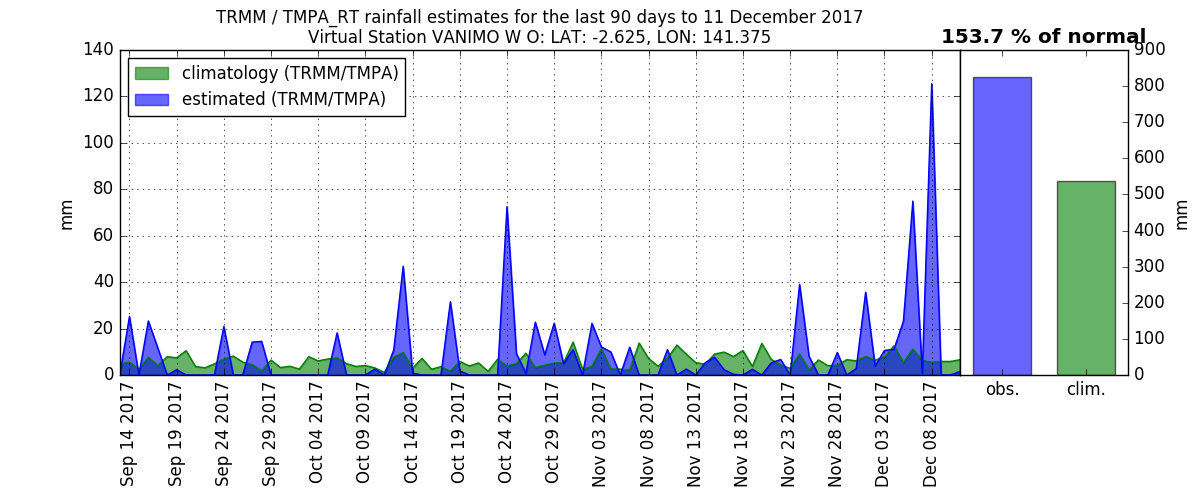 TRMM / TMPA_RT rainfall estimates for the last 90 days to 11 December 2017
Virtual Station VANIMO W O: LAT: -2.625, LON: 141.375
153.7 % of normal
climatology (TRMM/TMPA)
estimated (TRMM/TMPA)
140
120
100
80
60
40
20
0
mm
Sep 14 2017
Sep 19 2017
Sep 24 2017
Sep 29 2017
Oct 04 2017
Oct 09 2017
Oct 14 2017
Oct 19 2017
Oct 24 2017
Oct 29 2017
Nov 03 2017
Nov 08 2017
Nov 13 2017
Nov 18 2017
Nov 23 2017
Nov 28 2017
Dec 03 2017
Dec 08 2017
obs.
clim.
900
800
700
600
500
400
300
200
100
0
mm